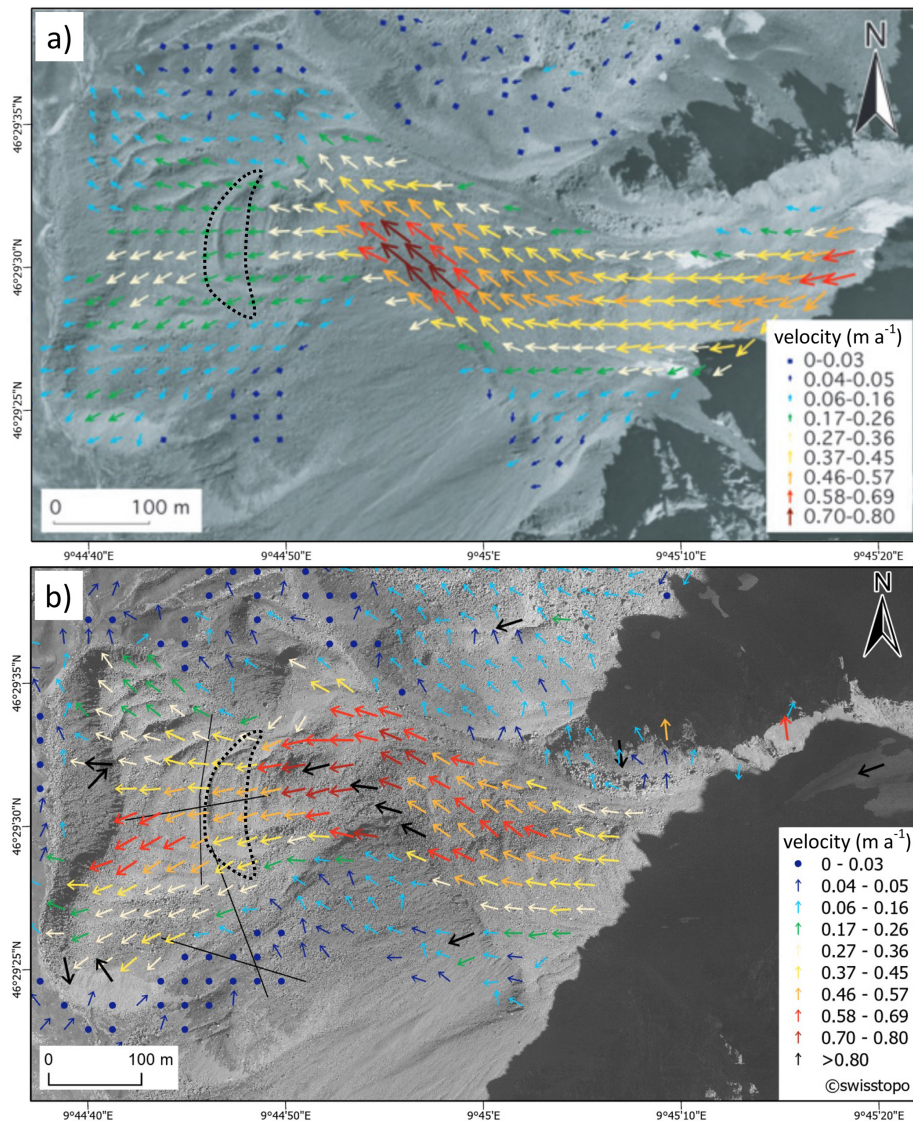 a)
N
46°29'35"N
46°29'30"N
46°29'25"N
velocity (m a⁻¹)
0-0.03
0.04-0.05
0.06-0.16
0.17-0.26
0.27-0.36
0.37-0.45
0.46-0.57
0.58-0.69
0.70-0.80
0 100 m
9°44'40"E 9°44'50"E 9°45'E 9°45'10"E 9°45'20"E
b)
N
46°29'35"N
46°29'30"N
46°29'25"N
velocity (m a⁻¹)
0 - 0.03
0.04 - 0.05
0.06 - 0.16
0.17 - 0.26
0.27 - 0.36
0.37 - 0.45
0.46 - 0.57
0.58 - 0.69
0.70 - 0.80
>0.80
©swisstopo
0 100 m
9°44'40"E 9°44'50"E 9°45'E 9°45'10"E 9°45'20"E